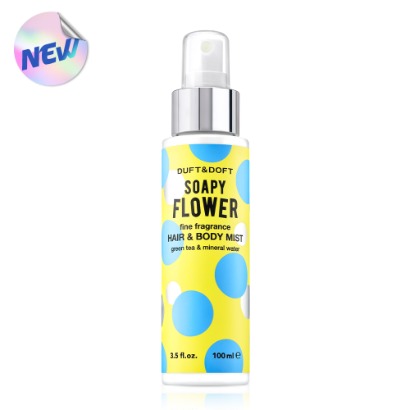 NEW
DUFT&DOFT
SOAPY
FLOWER
fine fragrance
HAIR & BODY MIST
green tea & mineral water
3.5 fl.oz. 100ml e